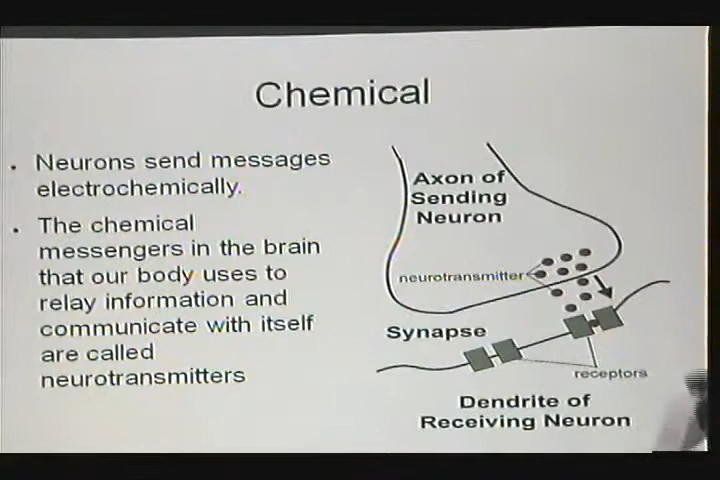 Chemical
Neurons send messages
electrochemically.
The chemical
messengers in the brain
that our body uses to
relay information and
communicate with itself
are called
neurotransmitters
Axon of
Sending
Neuron
neurotransmitter
Synapse
receptors
Dendrite of
Receiving Neuron